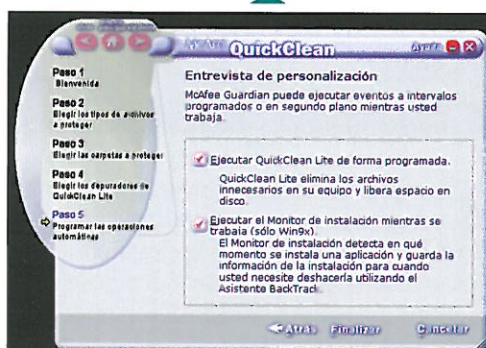 McAfee QuickClean Ayuda
Paso 1
Bienvenida
Paso 2
Elegir los tipos de archivos
a proteger
Paso 3
Elegir las carpetas a proteger
Paso 4
Elegir los depuradores de
QuickClean Lite
Paso 5
Programar las operaciones
automáticas
Entrevista de personalización
McAfee Guardian puede ejecutar eventos a intervalos
programados o en segundo plano mientras usted
trabaja.
Ejecutar QuickClean Lite de forma programada.
QuickClean Lite elimina los archivos
innecesarios en su equipo y libera espacio en
disco.
Ejecutar el Monitor de instalación mientras se
trabaja (sólo Win9x).
El Monitor de instalación detecta en qué
momento se instala una aplicación y guarda la
información de la instalación para cuando
usted necesite deshacerla utilizando el
Asistente BackTrack.
Atrás Finalizar Cancelar